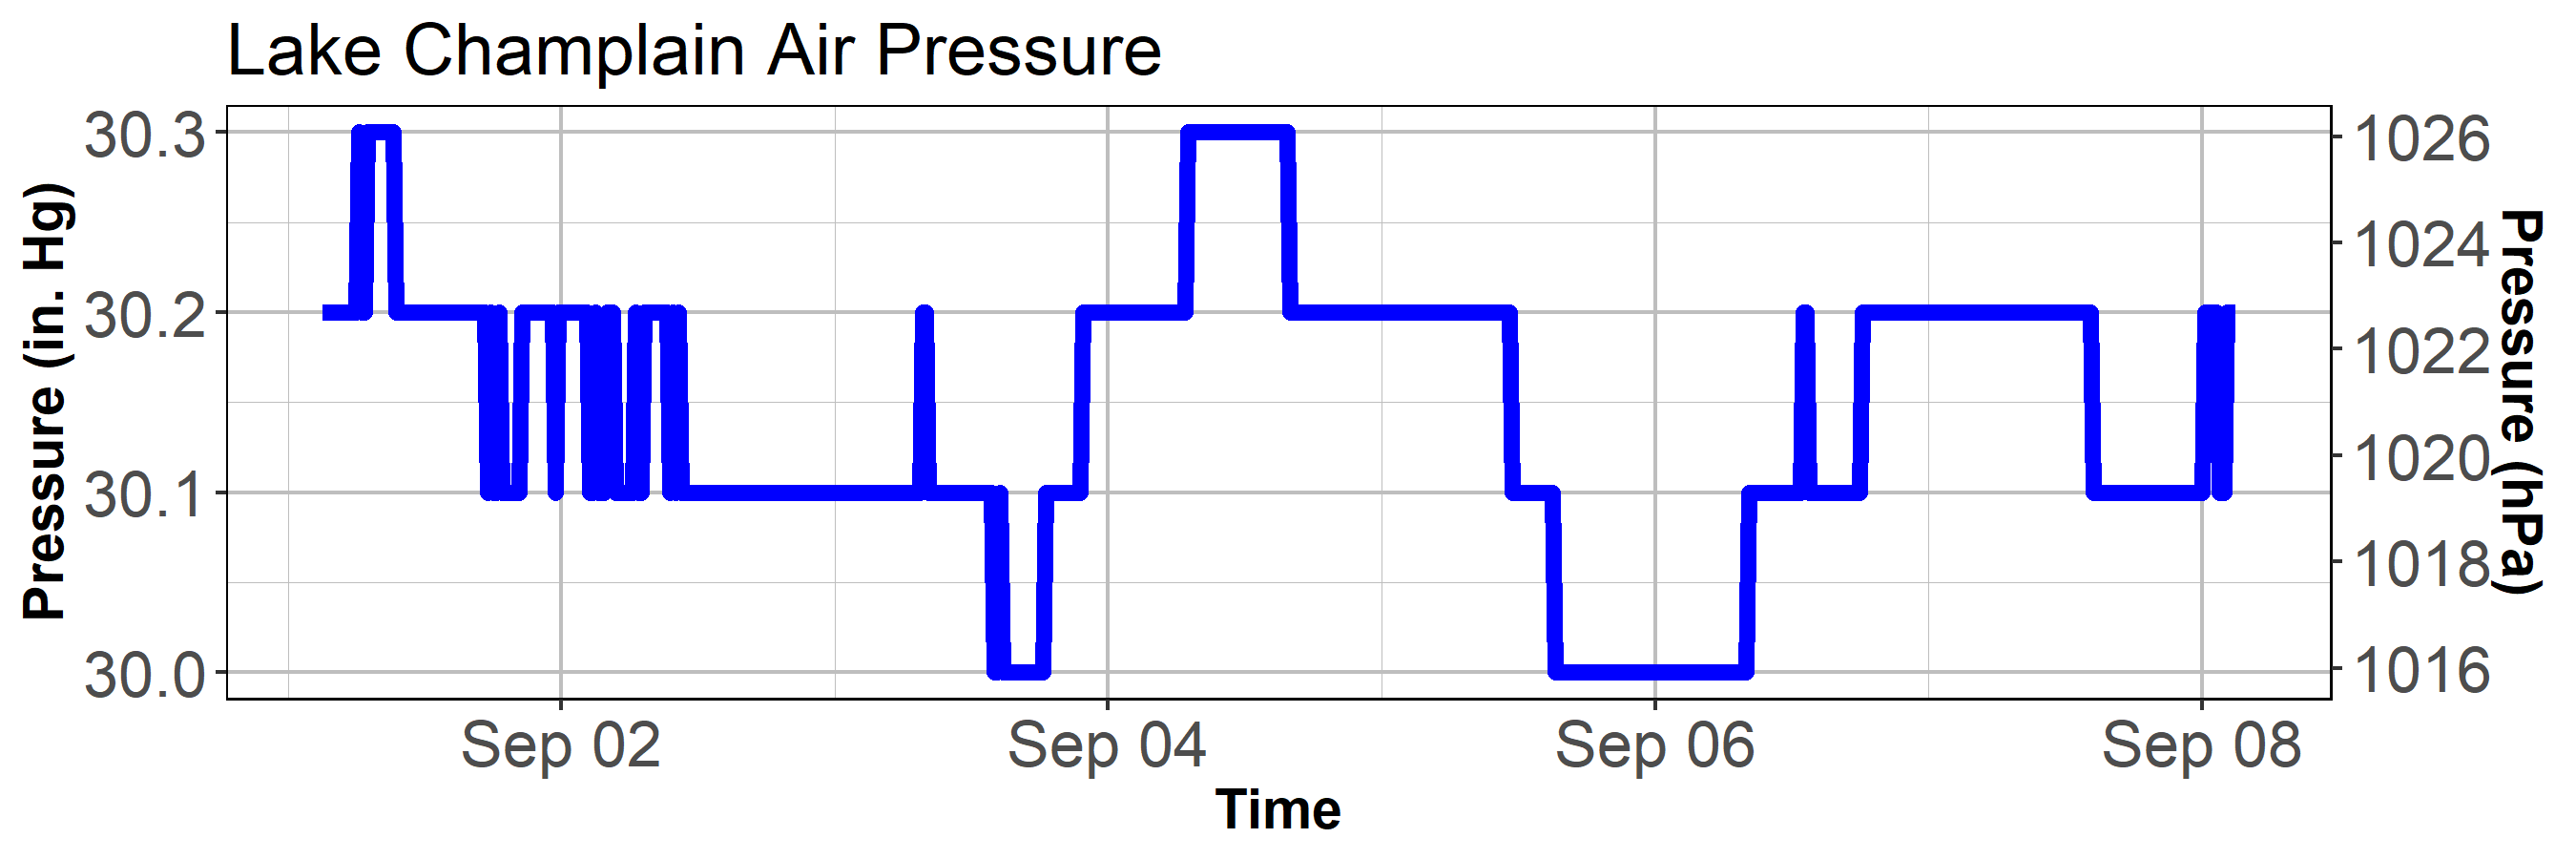 Lake Champlain Air Pressure
Pressure (in. Hg)
30.3
30.2
30.1
30.0
1026
1024
1022
1020
1018
1016
Pressure (hPa)
Sep 02 Sep 04 Sep 06 Sep 08
Time